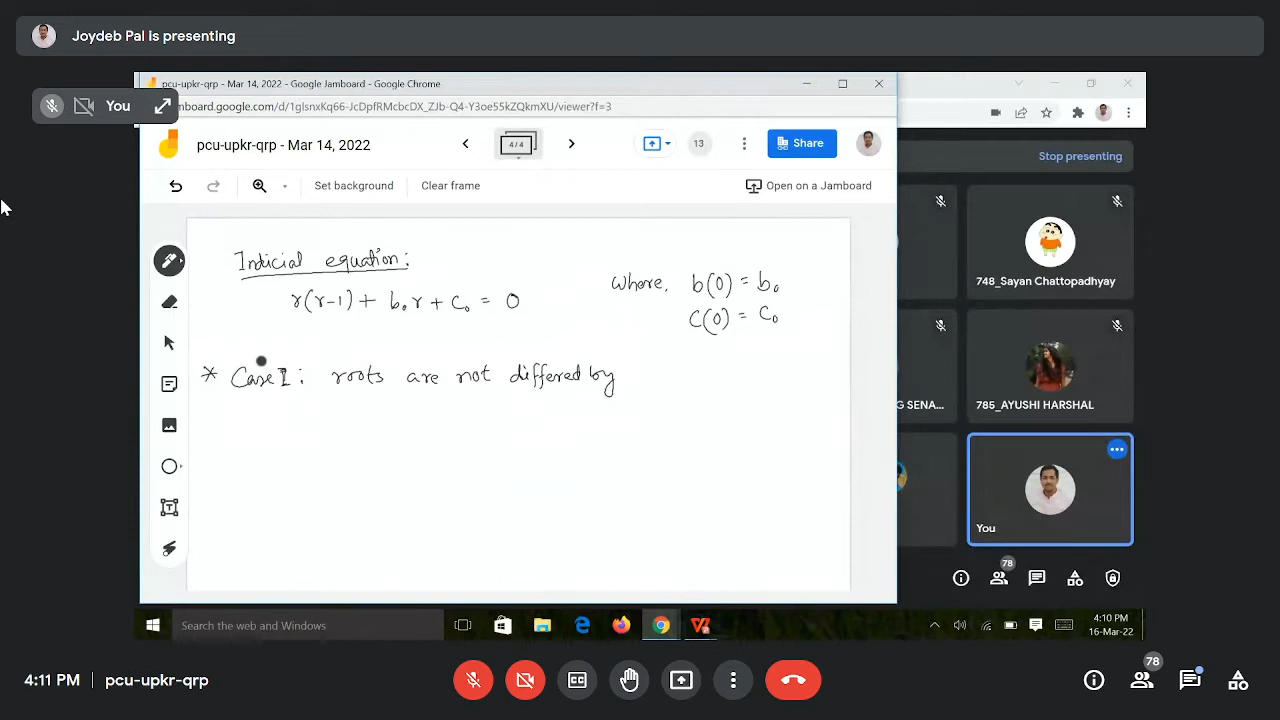 Joydeb Pal is presenting
pcu-upkr-qrp - Mar 14, 2022 - Google Jamboard - Google Chrome
You
mboard.google.com/d/1glsnxKq66-JcDpfRMcbcDX_ZJb-Q4-Y3oe55kZQkmXU/viewer?f=3
pcu-upkr-qrp - Mar 14, 2022
4/4
13
Share
Stop presenting
Set background
Clear frame
Open on a Jamboard
Indicial equation:
r(r-1) + b₀r + c₀ = 0
Where, b(0) = b₀
c(0) = c₀
* Case I: roots are not differed by
748_Sayan Chattopadhyay
G SENA...
785_AYUSHI HARSHAL
You
78
Search the web and Windows
4:10 PM
16-Mar-22
4:11 PM | pcu-upkr-qrp
78